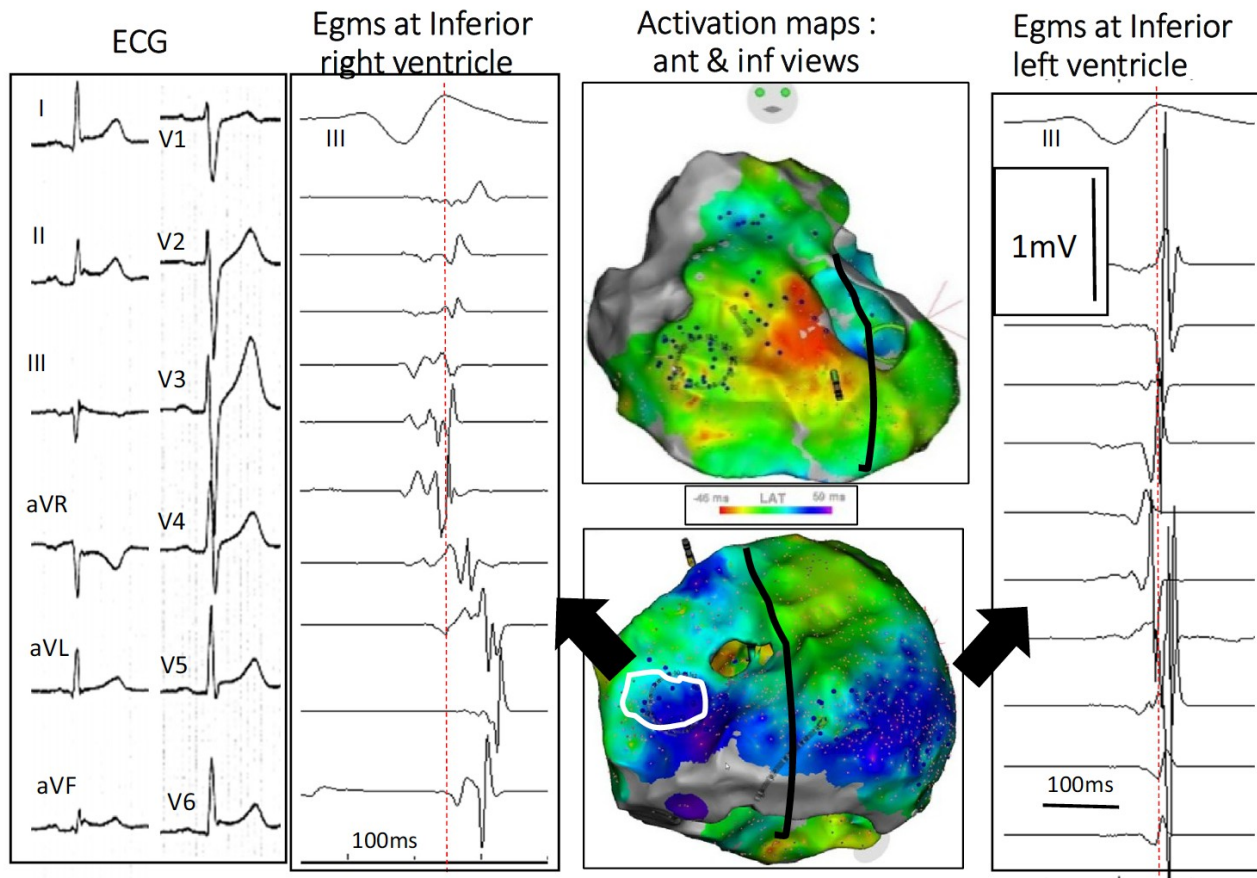 ECG
I
V1
II
V2
III
V3
aVR
V4
aVL
V5
aVF
V6
Egms at Inferior
right ventricle
III
100ms
Activation maps :
ant & inf views
-46 ms LAT 59 ms
Egms at Inferior
left ventricle
III
1mV
100ms